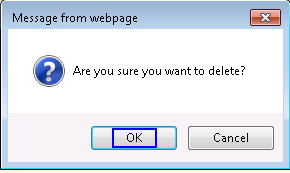 Message from webpage
Are you sure you want to delete?
OK
Cancel